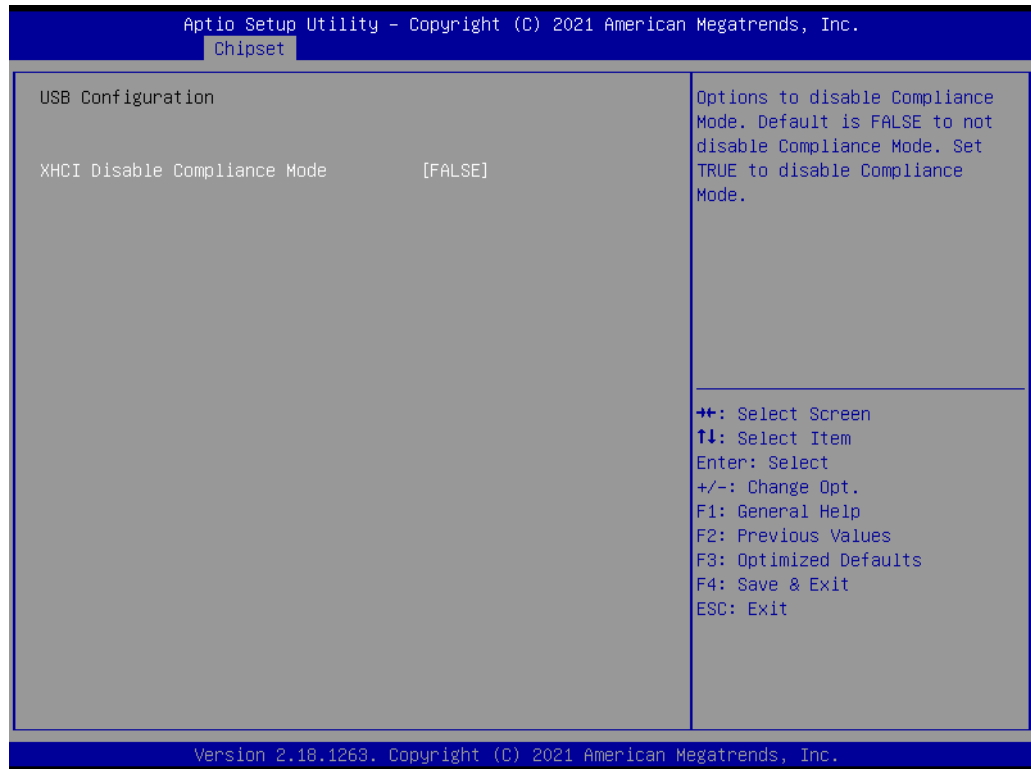 Aptio Setup Utility – Copyright (C) 2021 American Megatrends, Inc.
Chipset
USB Configuration
XHCI Disable Compliance Mode [FALSE]
Options to disable Compliance
Mode. Default is FALSE to not
disable Compliance Mode. Set
TRUE to disable Compliance
Mode.
→←: Select Screen
↑↓: Select Item
Enter: Select
+/-: Change Opt.
F1: General Help
F2: Previous Values
F3: Optimized Defaults
F4: Save & Exit
ESC: Exit
Version 2.18.1263. Copyright (C) 2021 American Megatrends, Inc.